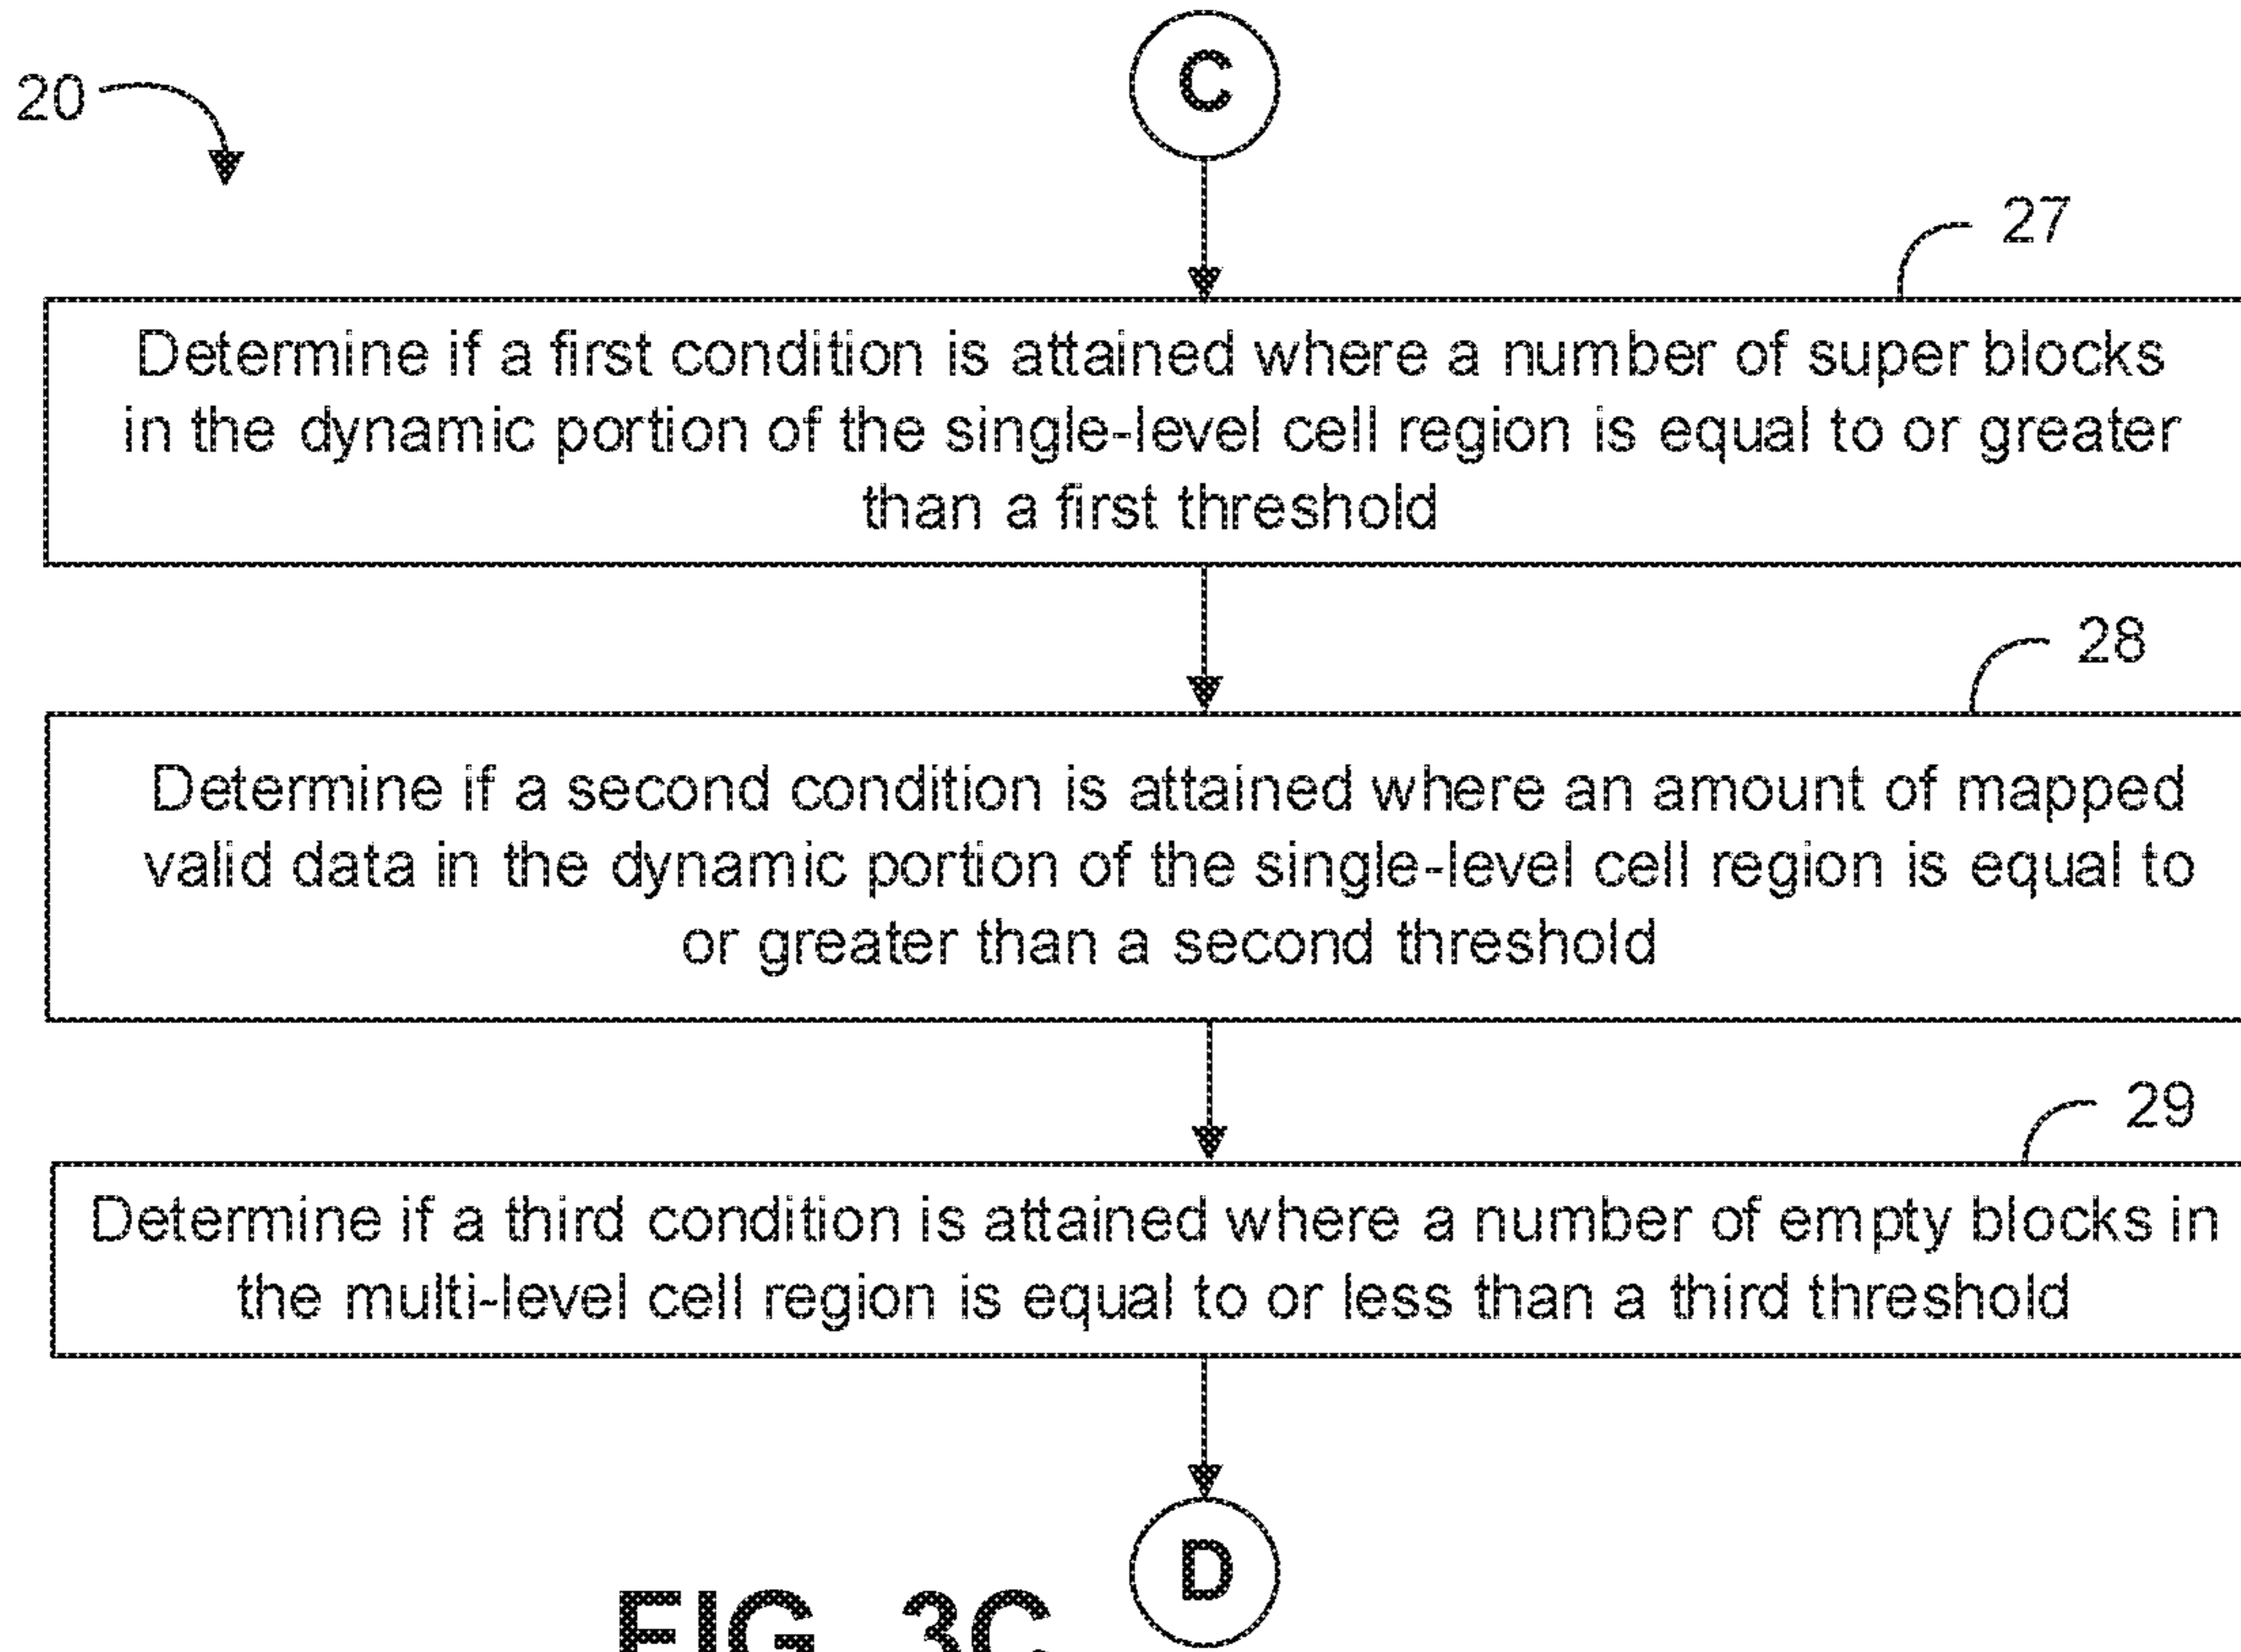 C
20
27
Determine if a first condition is attained where a number of super blocks
in the dynamic portion of the single-level cell region is equal to or greater
than a first threshold
28
Determine if a second condition is attained where an amount of mapped
valid data in the dynamic portion of the single-level cell region is equal to
or greater than a second threshold
29
Determine if a third condition is attained where a number of empty blocks in
the multi-level cell region is equal to or less than a third threshold
D
FIG. 3C